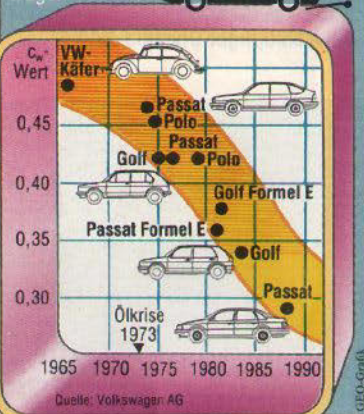 cw-
Wert
VW-
Käfer
Passat
Polo
0,45
Passat
Golf
Polo
0,40
Golf Formel E
Passat Formel E
0,35
Golf
Passat
0,30
Ölkrise
1973
1965 1970 1975 1980 1985 1990
Quelle: Volkswagen AG